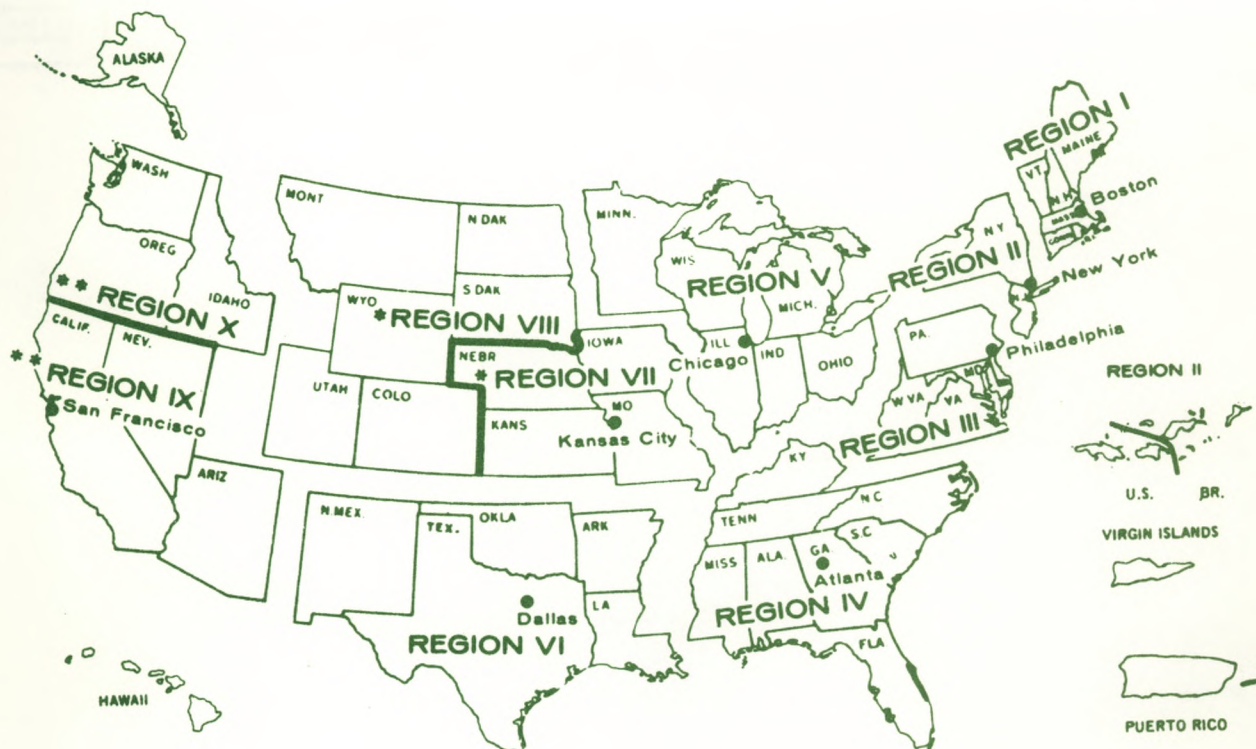 ALASKA
REGION I
MAINE
VT.
N H
MASS
CONN
Boston
WASH
MONT
N DAK
MINN.
OREG
NY
WIS
REGION V
REGION II
New York
N.J.
IDAHO
** REGION X
WYO
S DAK
*REGION VIII
MICH.
CALIF.
NEV.
IOWA
ILL
IND
OHIO
PA.
Philadelphia
NEBR
Chicago
MD
REGION II
** REGION IX
* REGION VII
San Francisco
UTAH
COLO
W VA
VA
KANS
MO
Kansas City
REGION III
KY
ARIZ
U.S.
BR.
VIRGIN ISLANDS
N.MEX.
TEX.
OKLA
ARK
TENN
N C
S.C
MISS
ALA.
GA.
Atlanta
Dallas
LA
REGION IV
REGION VI
FLA
HAWAII
PUERTO RICO